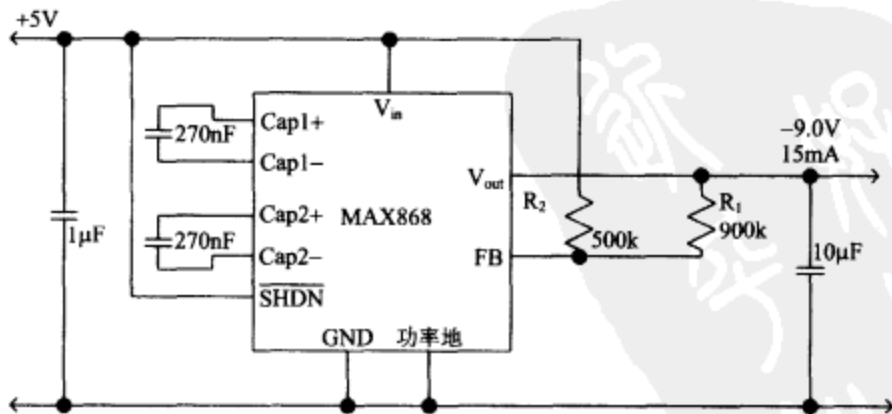 +5V
V_in
Cap1+
270nF
Cap1−
−9.0V
15mA
V_out
R_2
R_1
Cap2+
MAX868
1μF
270nF
500k
900k
Cap2−
FB
10μF
SHDN
GND
功率地